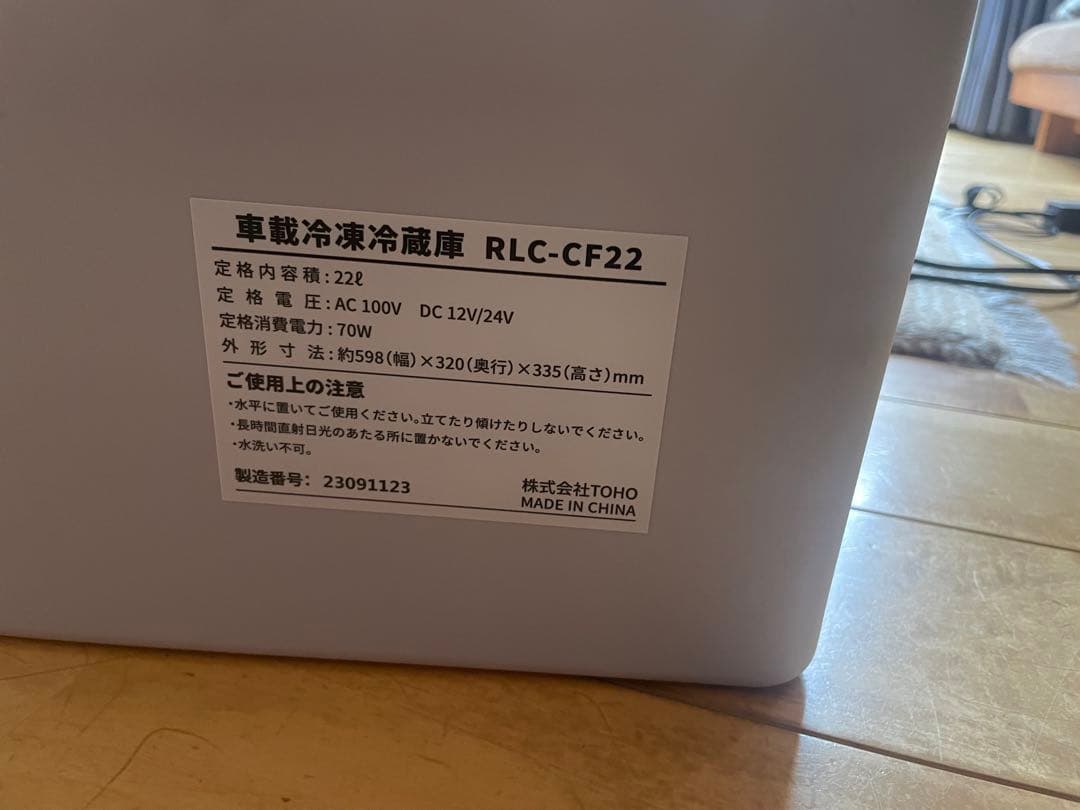 車載冷凍冷蔵庫 RLC-CF22
定格内容積:22ℓ
定格電圧:AC 100V DC 12V/24V
定格消費電力:70W
外形寸法:約598(幅)×320(奥行)×335(高さ)mm
ご使用上の注意
・水平に置いてご使用ください。立てたり傾けたりしないでください。
・長時間直射日光のあたる所に置かないでください。
・水洗い不可。
製造番号: 23091123
株式会社TOHO
MADE IN CHINA